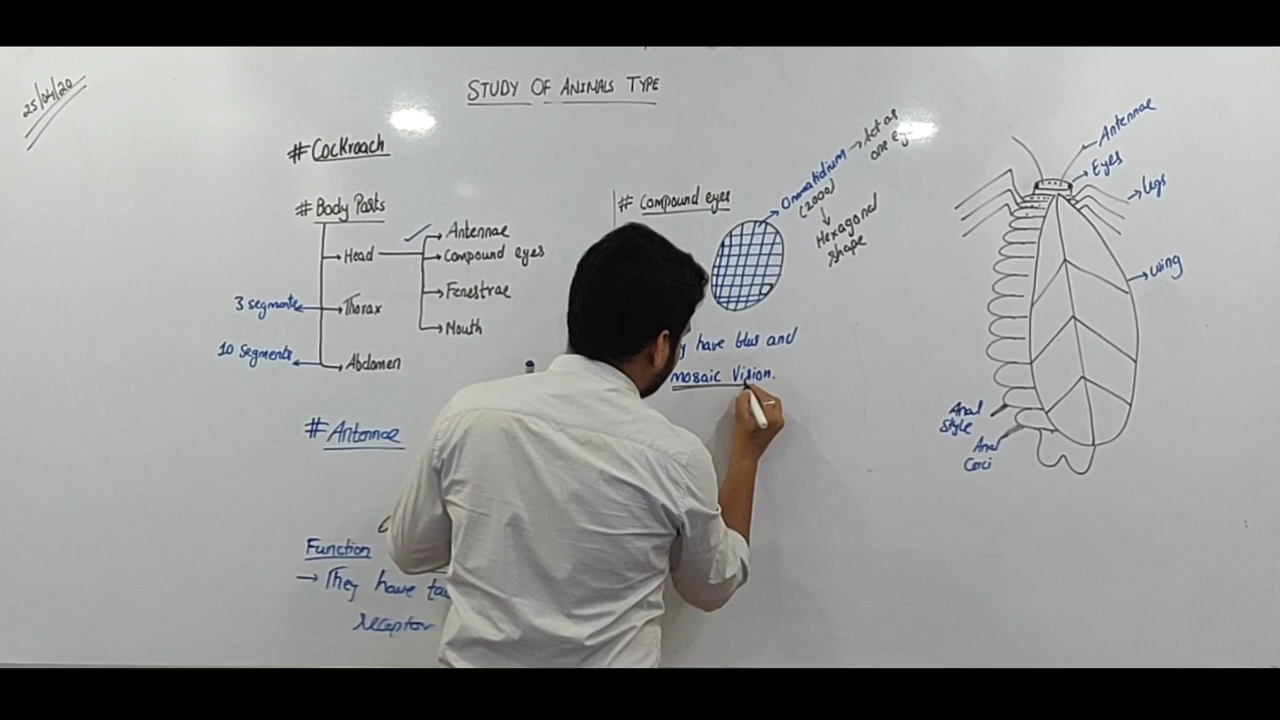 25/04/20
STUDY OF ANIMALS TYPE
# Cockroach
# Body Parts
Head
Thorax
Abdomen
3 segments
10 Segments
Antennae
Compound eyes
Fenestrae
Mouth
# Antennae
Function
→ They have
receptor
# Compound eyes
Ommatidium → Act as
one
(2000)
Hexagonal
shape
have blur and
mosaic Vision.
Antennae
Eyes
Legs
wing
Anal
style
Anal
Cerci